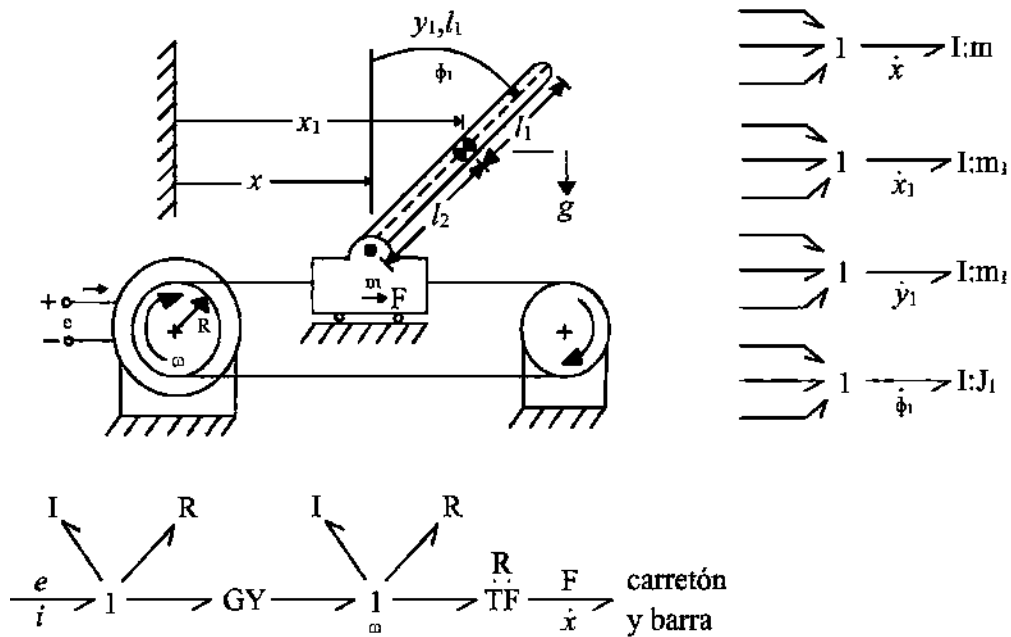 y₁,l₁
ϕ₁
x₁
l₁
x
l₂
g
m
F
+
e
−
R
ω
+
+
1
ẋ
I:m
1
ẋ₁
I:m₁
1
ẏ₁
I:m₁
1
ϕ̇₁
I:J₁
I
R
I
R
e
i
1
GY
1
ω
R
TF
F
ẋ
carretón
y barra